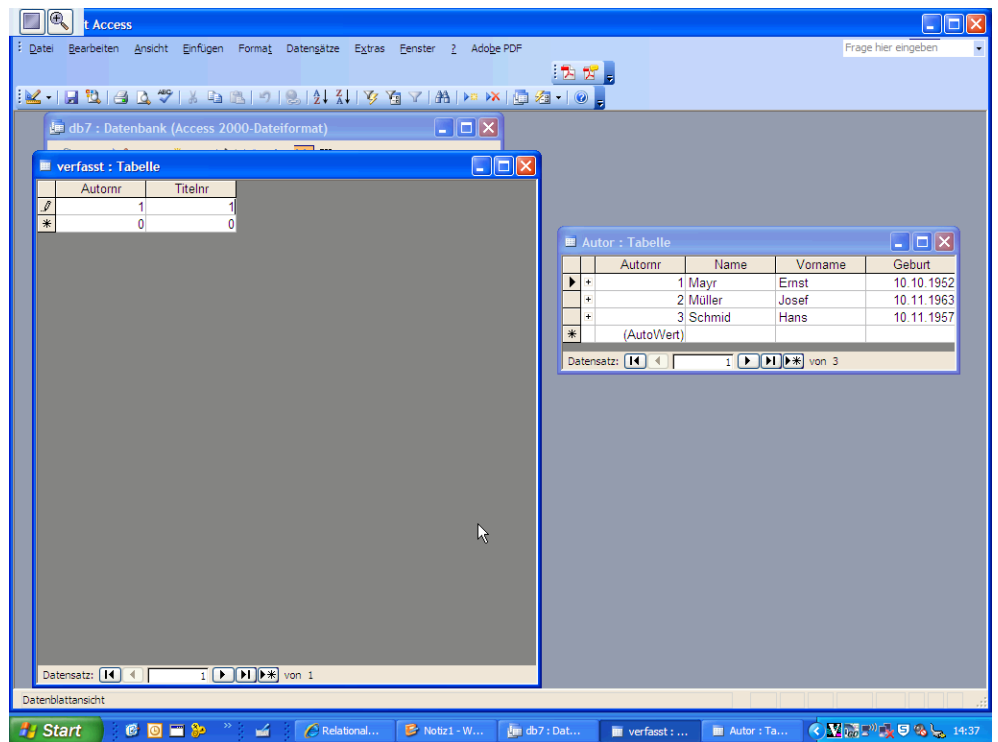 t Access
Datei Bearbeiten Ansicht Einfügen Format Datensätze Extras Fenster ? Adobe PDF
Frage hier eingeben
db7 : Datenbank (Access 2000-Dateiformat)
verfasst : Tabelle
Autornr Titelnr
1 1
0 0
Datensatz: 1 von 1
Autor : Tabelle
Autornr Name Vorname Geburt
1 Mayr Ernst 10.10.1952
2 Müller Josef 10.11.1963
3 Schmid Hans 10.11.1957
(AutoWert)
Datensatz: 1 von 3
Datenblattansicht
Start Relational... Notiz1 - W... db7 : Dat... verfasst : ... Autor : Ta... 14:37